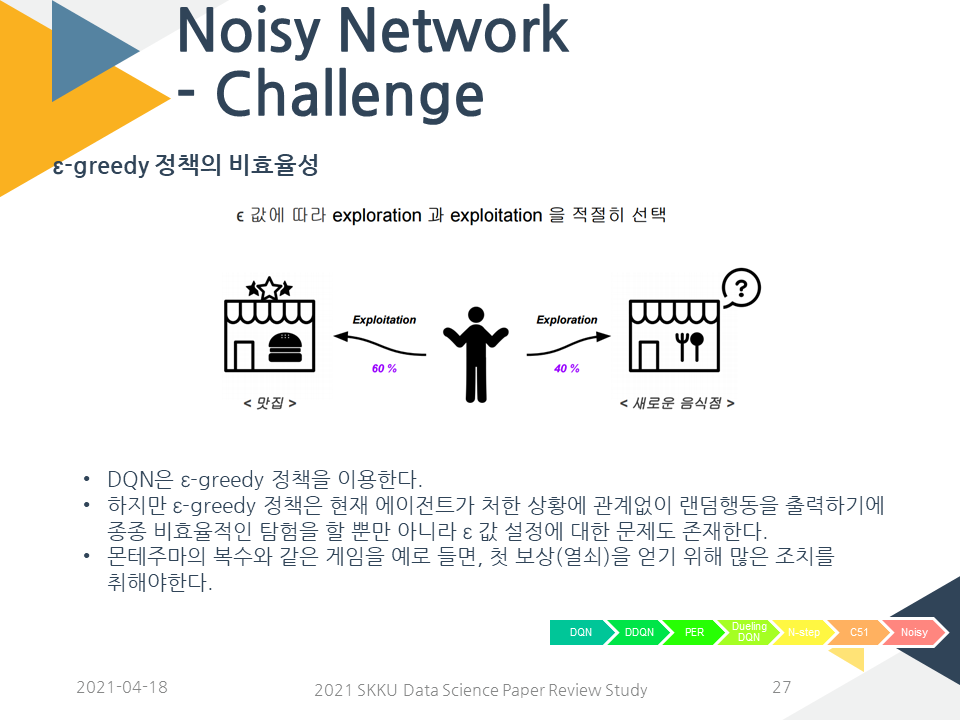 Noisy Network
- Challenge
ε-greedy 정책의 비효율성
ϵ 값에 따라 exploration 과 exploitation 을 적절히 선택
?
Exploitation
Exploration
60 %
40 %
< 맛집 >
< 새로운 음식점 >
• DQN은 ε-greedy 정책을 이용한다.
• 하지만 ε-greedy 정책은 현재 에이전트가 처한 상황에 관계없이 랜덤행동을 출력하기에
종종 비효율적인 탐험을 할 뿐만 아니라 ε 값 설정에 대한 문제도 존재한다.
• 몬테주마의 복수와 같은 게임을 예로 들면, 첫 보상(열쇠)을 얻기 위해 많은 조치를
취해야한다.
DQN
DDQN
PER
Dueling
DQN
N-step
C51
Noisy
2021-04-18
2021 SKKU Data Science Paper Review Study
27